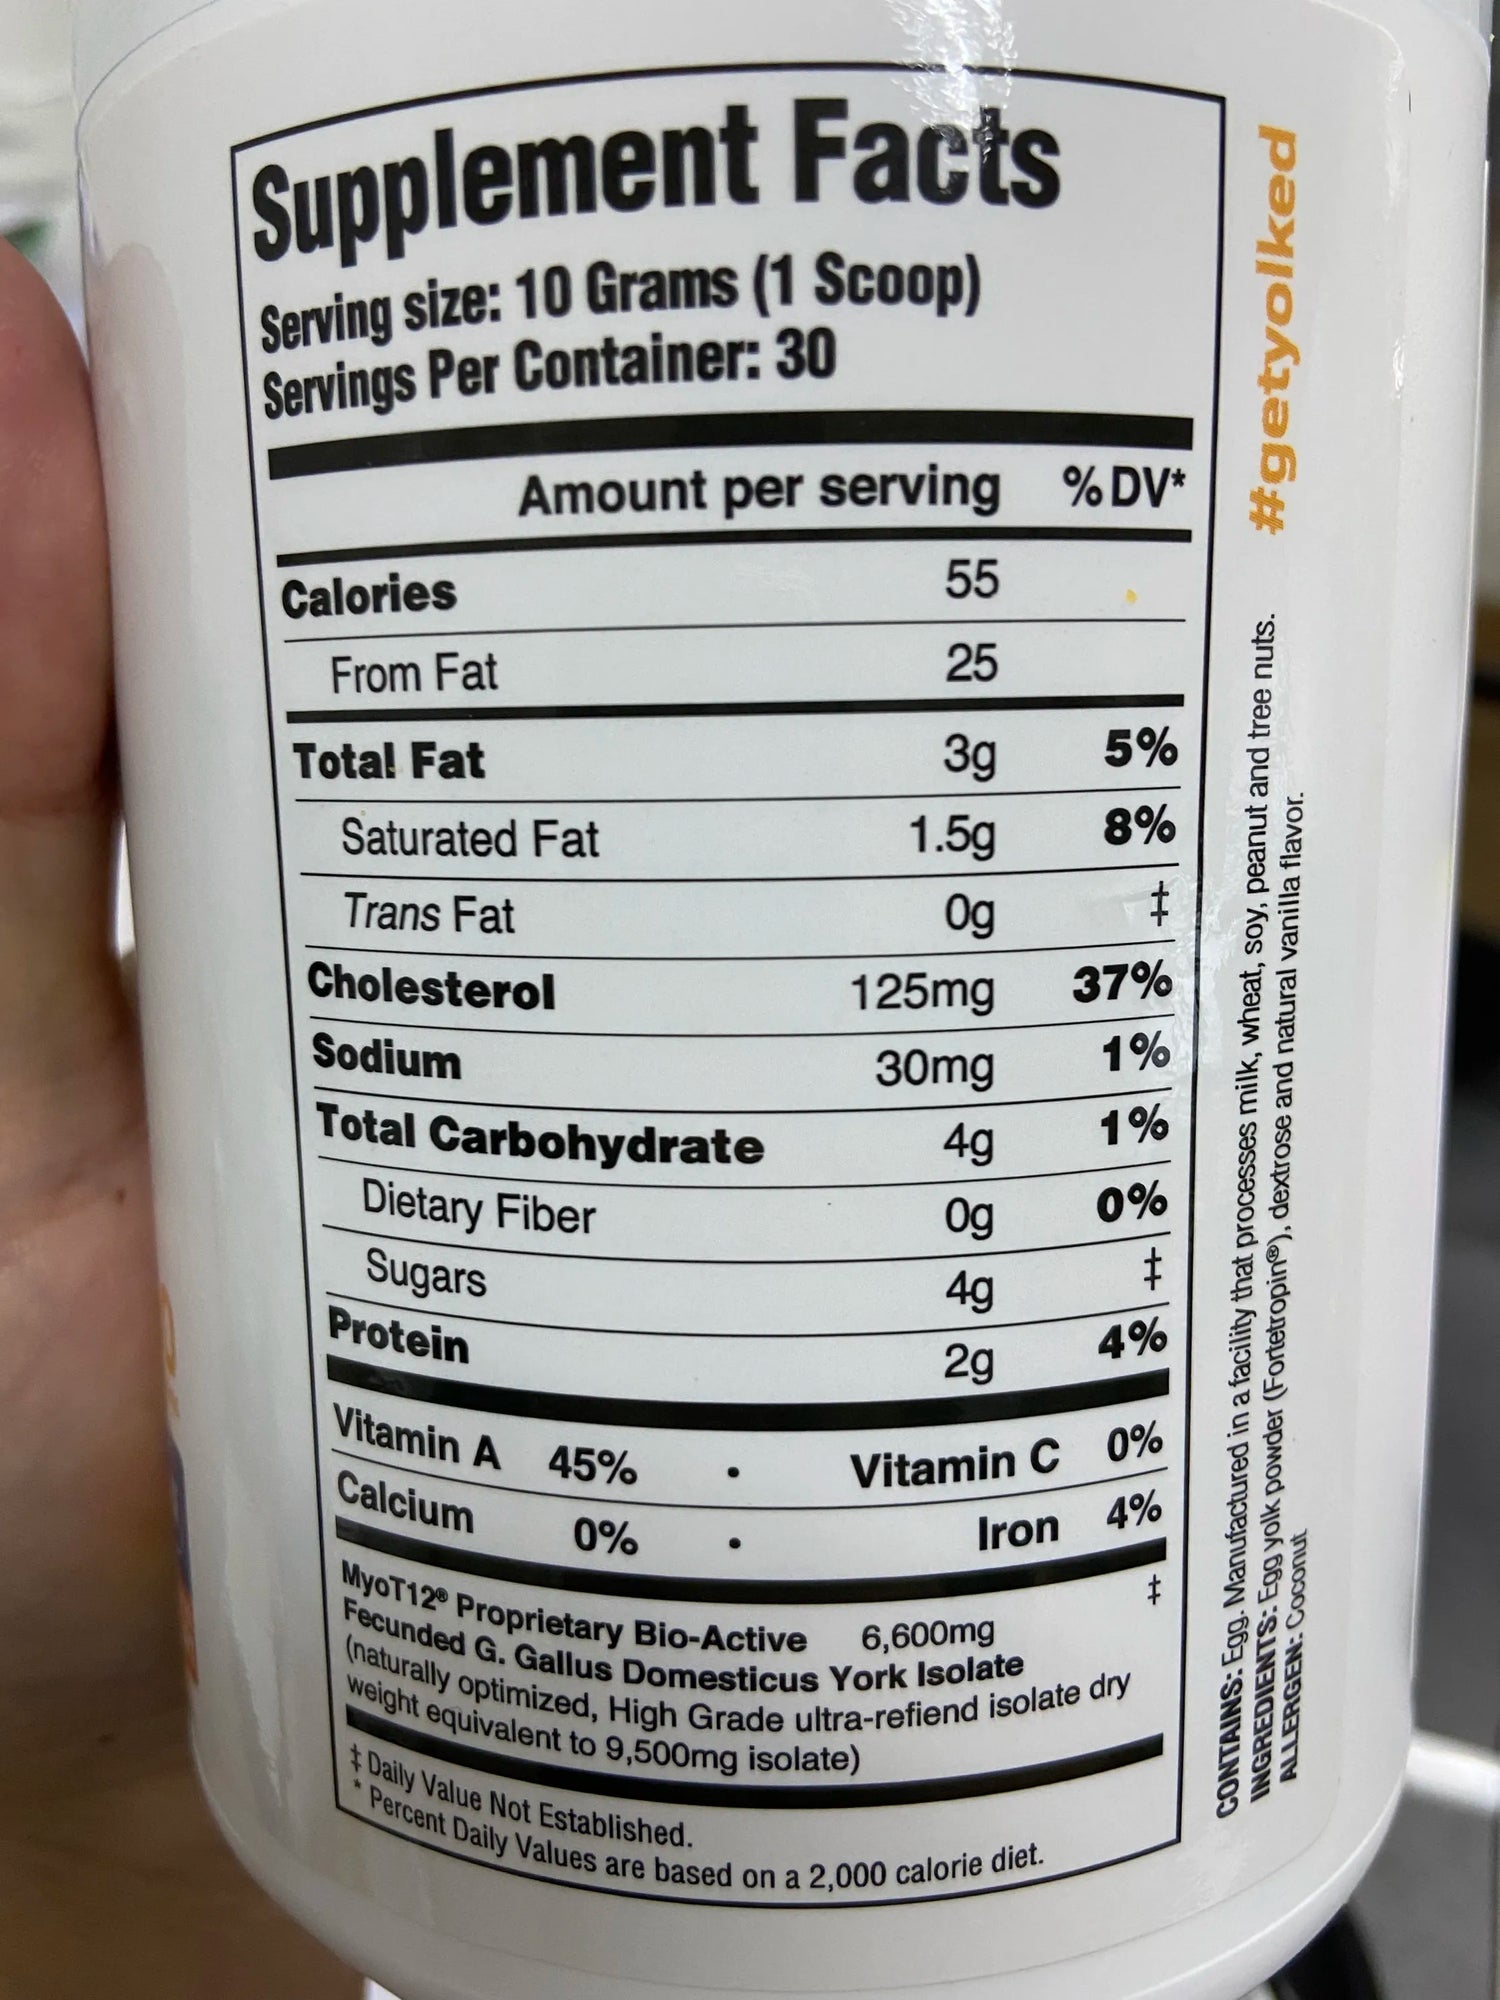 Supplement Facts
Serving size: 10 Grams (1 Scoop)
Servings Per Container: 30
Amount per serving %DV*
Calories 55
From Fat 25
Total Fat 3g 5%
Saturated Fat 1.5g 8%
Trans Fat 0g ‡
Cholesterol 125mg 37%
Sodium 30mg 1%
Total Carbohydrate 4g 1%
Dietary Fiber 0g 0%
Sugars 4g ‡
Protein 2g 4%
Vitamin A 45% • Vitamin C 0%
Calcium 0% • Iron 4%
MyoT12® Proprietary Bio-Active 6,600mg ‡
Fecunded G. Gallus Domesticus York Isolate
(naturally optimized, High Grade ultra-refiend isolate dry
weight equivalent to 9,500mg isolate)
‡ Daily Value Not Established.
* Percent Daily Values are based on a 2,000 calorie diet.
#getyolked
CONTAINS: Egg. Manufactured in a facility that processes milk, wheat, soy, peanut and tree nuts.
INGREDIENTS: Egg yolk powder (Fortetropin®), dextrose and natural vanilla flavor.
ALLERGEN: Coconut